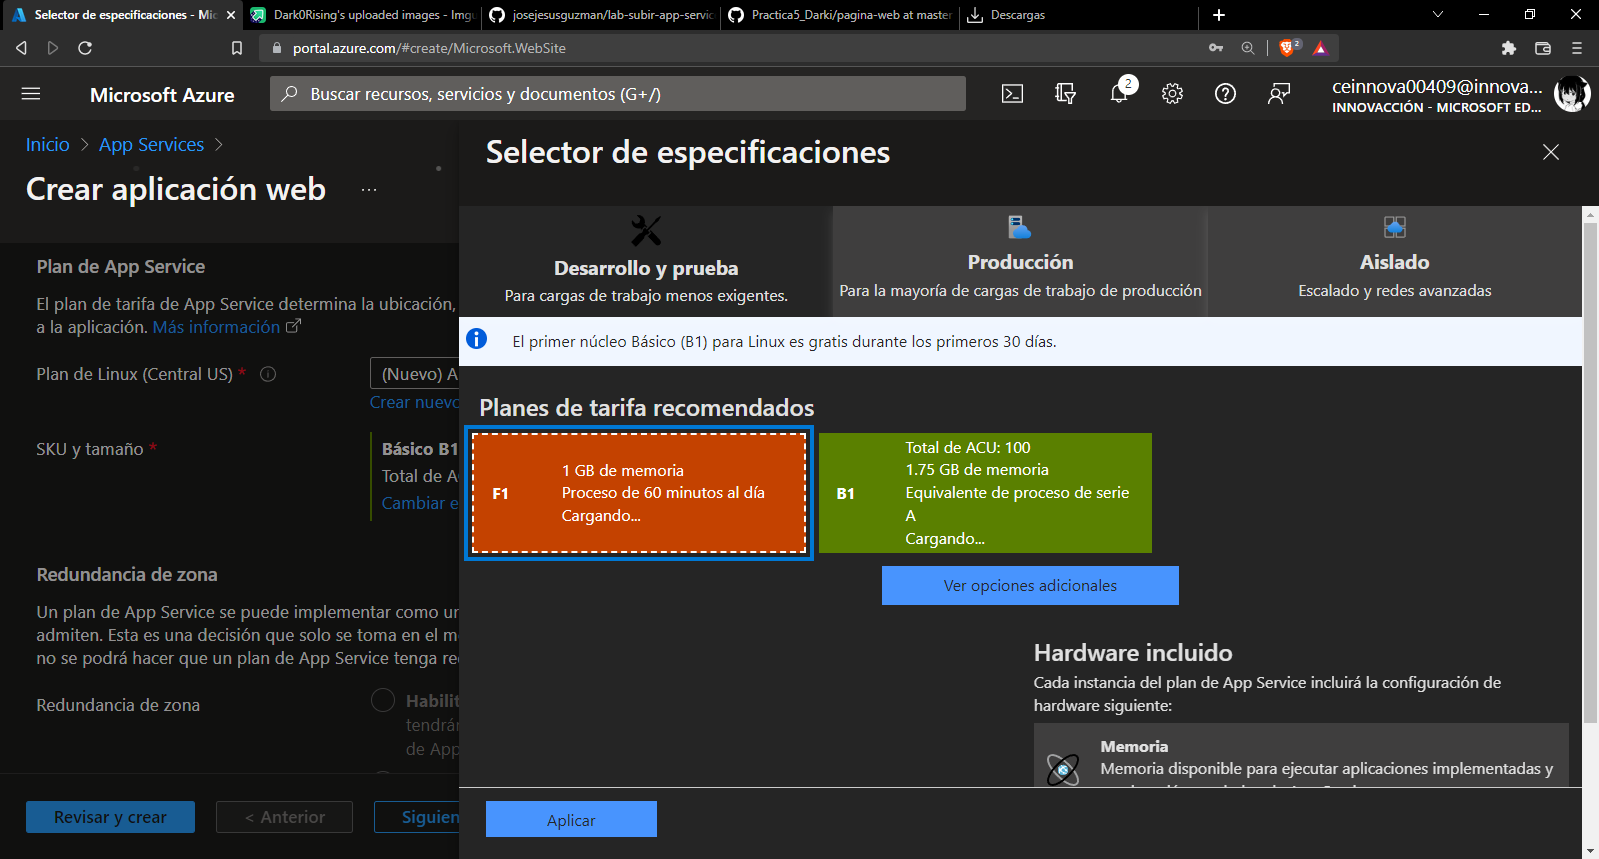 Selector de especificaciones - Mic
Dark0Rising's uploaded images - Imgu
josejesusguzman/lab-subir-app-servic
Practica5_Darki/pagina-web at master
Descargas
portal.azure.com/#create/Microsoft.WebSite
2
Microsoft Azure
Buscar recursos, servicios y documentos (G+/)
2
ceinnova00409@innova...
INNOVACCIÓN - MICROSOFT ED...
Inicio > App Services >
Crear aplicación web ...
Plan de App Service
El plan de tarifa de App Service determina la ubicación,
a la aplicación. Más información
Plan de Linux (Central US) *
(Nuevo) A
Crear nuevo
SKU y tamaño *
Básico B1
Total de AC
Cambiar e
Redundancia de zona
Un plan de App Service se puede implementar como un
admiten. Esta es una decisión que solo se toma en el m
no se podrá hacer que un plan de App Service tenga re
Redundancia de zona
Habilit
tendrán
de App
Revisar y crear
< Anterior
Siguien
Selector de especificaciones
Desarrollo y prueba
Para cargas de trabajo menos exigentes.
Producción
Para la mayoría de cargas de trabajo de producción
Aislado
Escalado y redes avanzadas
El primer núcleo Básico (B1) para Linux es gratis durante los primeros 30 días.
Planes de tarifa recomendados
F1
1 GB de memoria
Proceso de 60 minutos al día
Cargando...
B1
Total de ACU: 100
1.75 GB de memoria
Equivalente de proceso de serie
A
Cargando...
Ver opciones adicionales
Hardware incluido
Cada instancia del plan de App Service incluirá la configuración de
hardware siguiente:
Memoria
Memoria disponible para ejecutar aplicaciones implementadas y
Aplicar